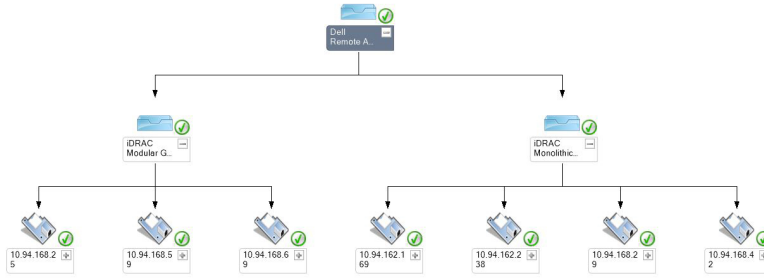 Dell
Remote A..
iDRAC
Modular G..
iDRAC
Monolithic..
10.94.168.2
5
10.94.168.5
9
10.94.168.6
9
10.94.162.1
69
10.94.162.2
38
10.94.168.2
9
10.94.168.4
2